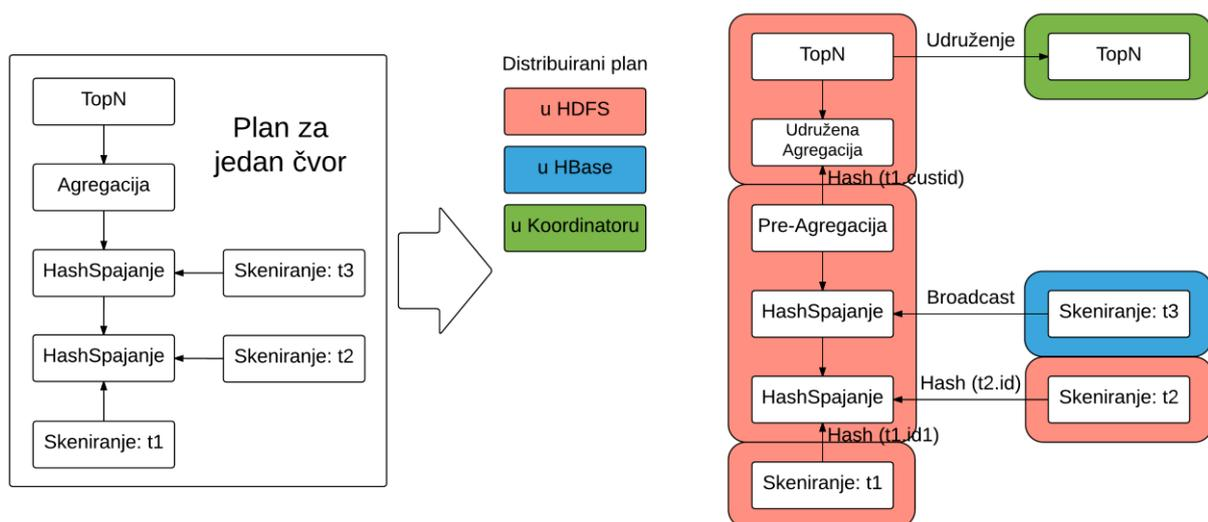 TopN
Agregacija
HashSpajanje
Skeniranje: t3
HashSpajanje
Skeniranje: t2
Skeniranje: t1
Plan za
jedan čvor
Distribuirani plan
u HDFS
u HBase
u Koordinatoru
TopN
Udruženje
TopN
Udružena
Agregacija
Hash (t1.custid)
Pre-Agregacija
HashSpajanje
Broadcast
Skeniranje: t3
HashSpajanje
Hash (t2.id)
Skeniranje: t2
Hash (t1.id1)
Skeniranje: t1